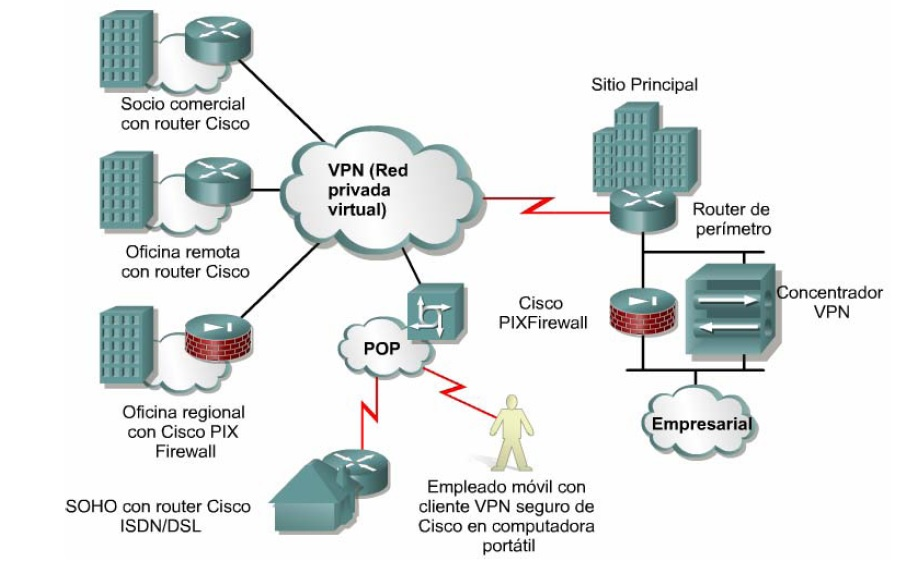 Socio comercial
con router Cisco
Oficina remota
con router Cisco
Oficina regional
con Cisco PIX
Firewall
VPN (Red
privada
virtual)
POP
SOHO con router Cisco
ISDN/DSL
Empleado móvil con
cliente VPN seguro de
Cisco en computadora
portátil
Sitio Principal
Router de
perímetro
Cisco
PIXFirewall
Concentrador
VPN
Empresarial